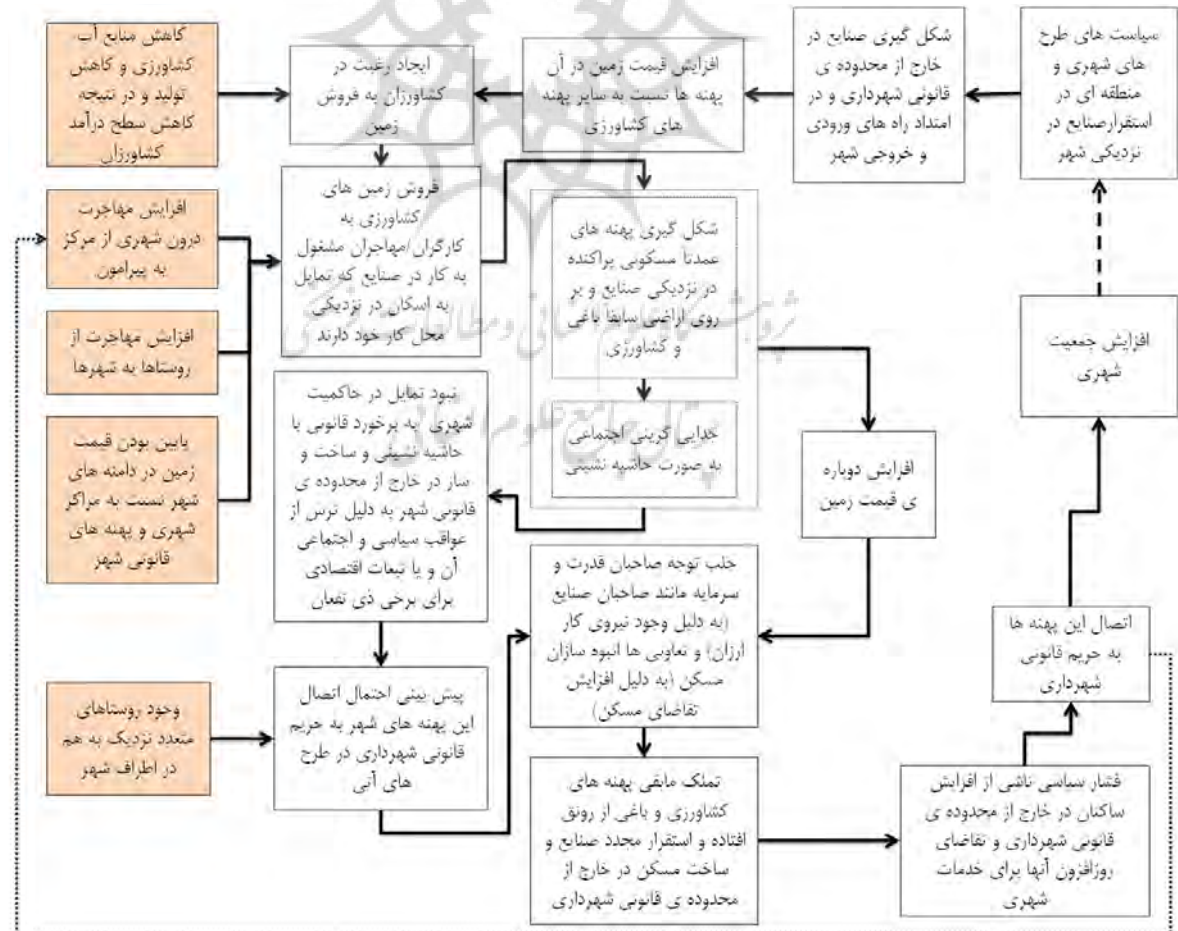 سیاست های طرح
های شهری و
منطقه ای در
استقرارصنایع در
نزدیکی شهر
شکل گیری صنایع در
خارج از محدوده ی
قانونی شهرداری و در
امتداد راه های ورودی
و خروجی شهر
افزایش قیمت زمین در آن
پهنه ها نسبت به سایر پهنه
های کشاورزی
ایجاد رغبت در
کشاورزان به فروش
زمین
کاهش منابع آب
کشاورزی و کاهش
تولید و در نتیجه
کاهش سطح درآمد
کشاورزان
فروش زمین های
کشاورزی به
کارگران/مهاجران مشغول
به کار در صنایع که تمایل
به اسکان در نزدیکی
محل کار خود دارند
افزایش مهاجرت
درون شهری از مرکز
به پیرامون
افزایش مهاجرت از
روستاها به شهرها
پایین بودن قیمت
زمین در دامنه های
شهر نسبت به مراکز
شهری و پهنه های
قانونی شهر
شکل گیری پهنه های
عمدتاً مسکونی پراکنده
در نزدیکی صنایع و بر
روی اراضی سابقاً باغی
و کشاورزی
جدایی گزینی اجتماعی
به صورت حاشیه نشینی
افزایش جمعیت
شهری
افزایش دوباره
ی قیمت زمین
نبود تمایل در حاکمیت
شهری به برخورد قانونی با
حاشیه نشینی و ساخت و
ساز در خارج از محدوده ی
قانونی شهر به دلیل ترس از
عواقب سیاسی و اجتماعی
آن و یا تبعات اقتصادی
برای برخی ذی نفعان
جلب توجه صاحبان قدرت و
سرمایه مانند صاحبان صنایع
(به دلیل وجود نیروی کار
ارزان) و تعاونی ها انبوه سازان
مسکن (به دلیل افزایش
تقاضای مسکن)
اتصال این پهنه ها
به حریم قانونی
شهرداری
پیش بینی احتمال اتصال
این پهنه های شهر به حریم
قانونی شهرداری در طرح
های آتی
وجود روستاهای
متعدد نزدیک به هم
در اطراف شهر
تملک مابقی پهنه های
کشاورزی و باغی از رونق
افتاده و استقرار مجدد صنایع و
ساخت مسکن در خارج از
محدوده ی قانونی شهرداری
فشار سیاسی ناشی از افزایش
ساکنان در خارج از محدوده ی
قانونی شهرداری و تقاضای
روزافزون آنها برای خدمات
شهری
پژوهشگاه علوم انسانی و مطالعات فرهنگی
پرتال جامع علوم انسانی